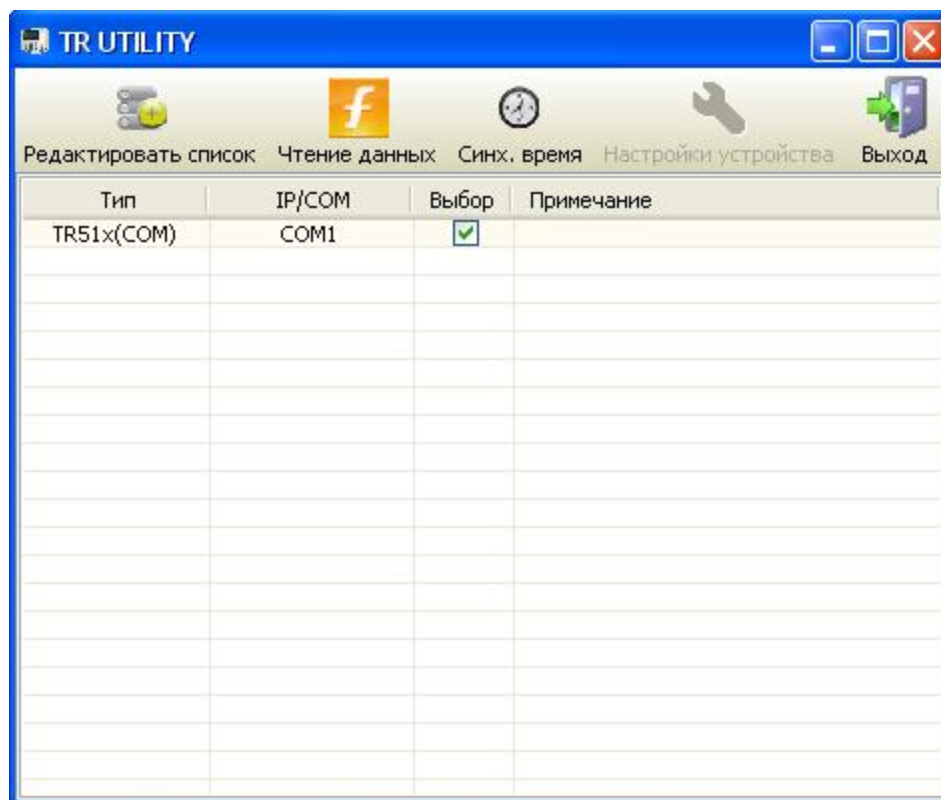 TR UTILITY
Редактировать список Чтение данных Синх. время Настройки устройства Выход
Тип IP/COM Выбор Примечание
TR51x(COM) COM1